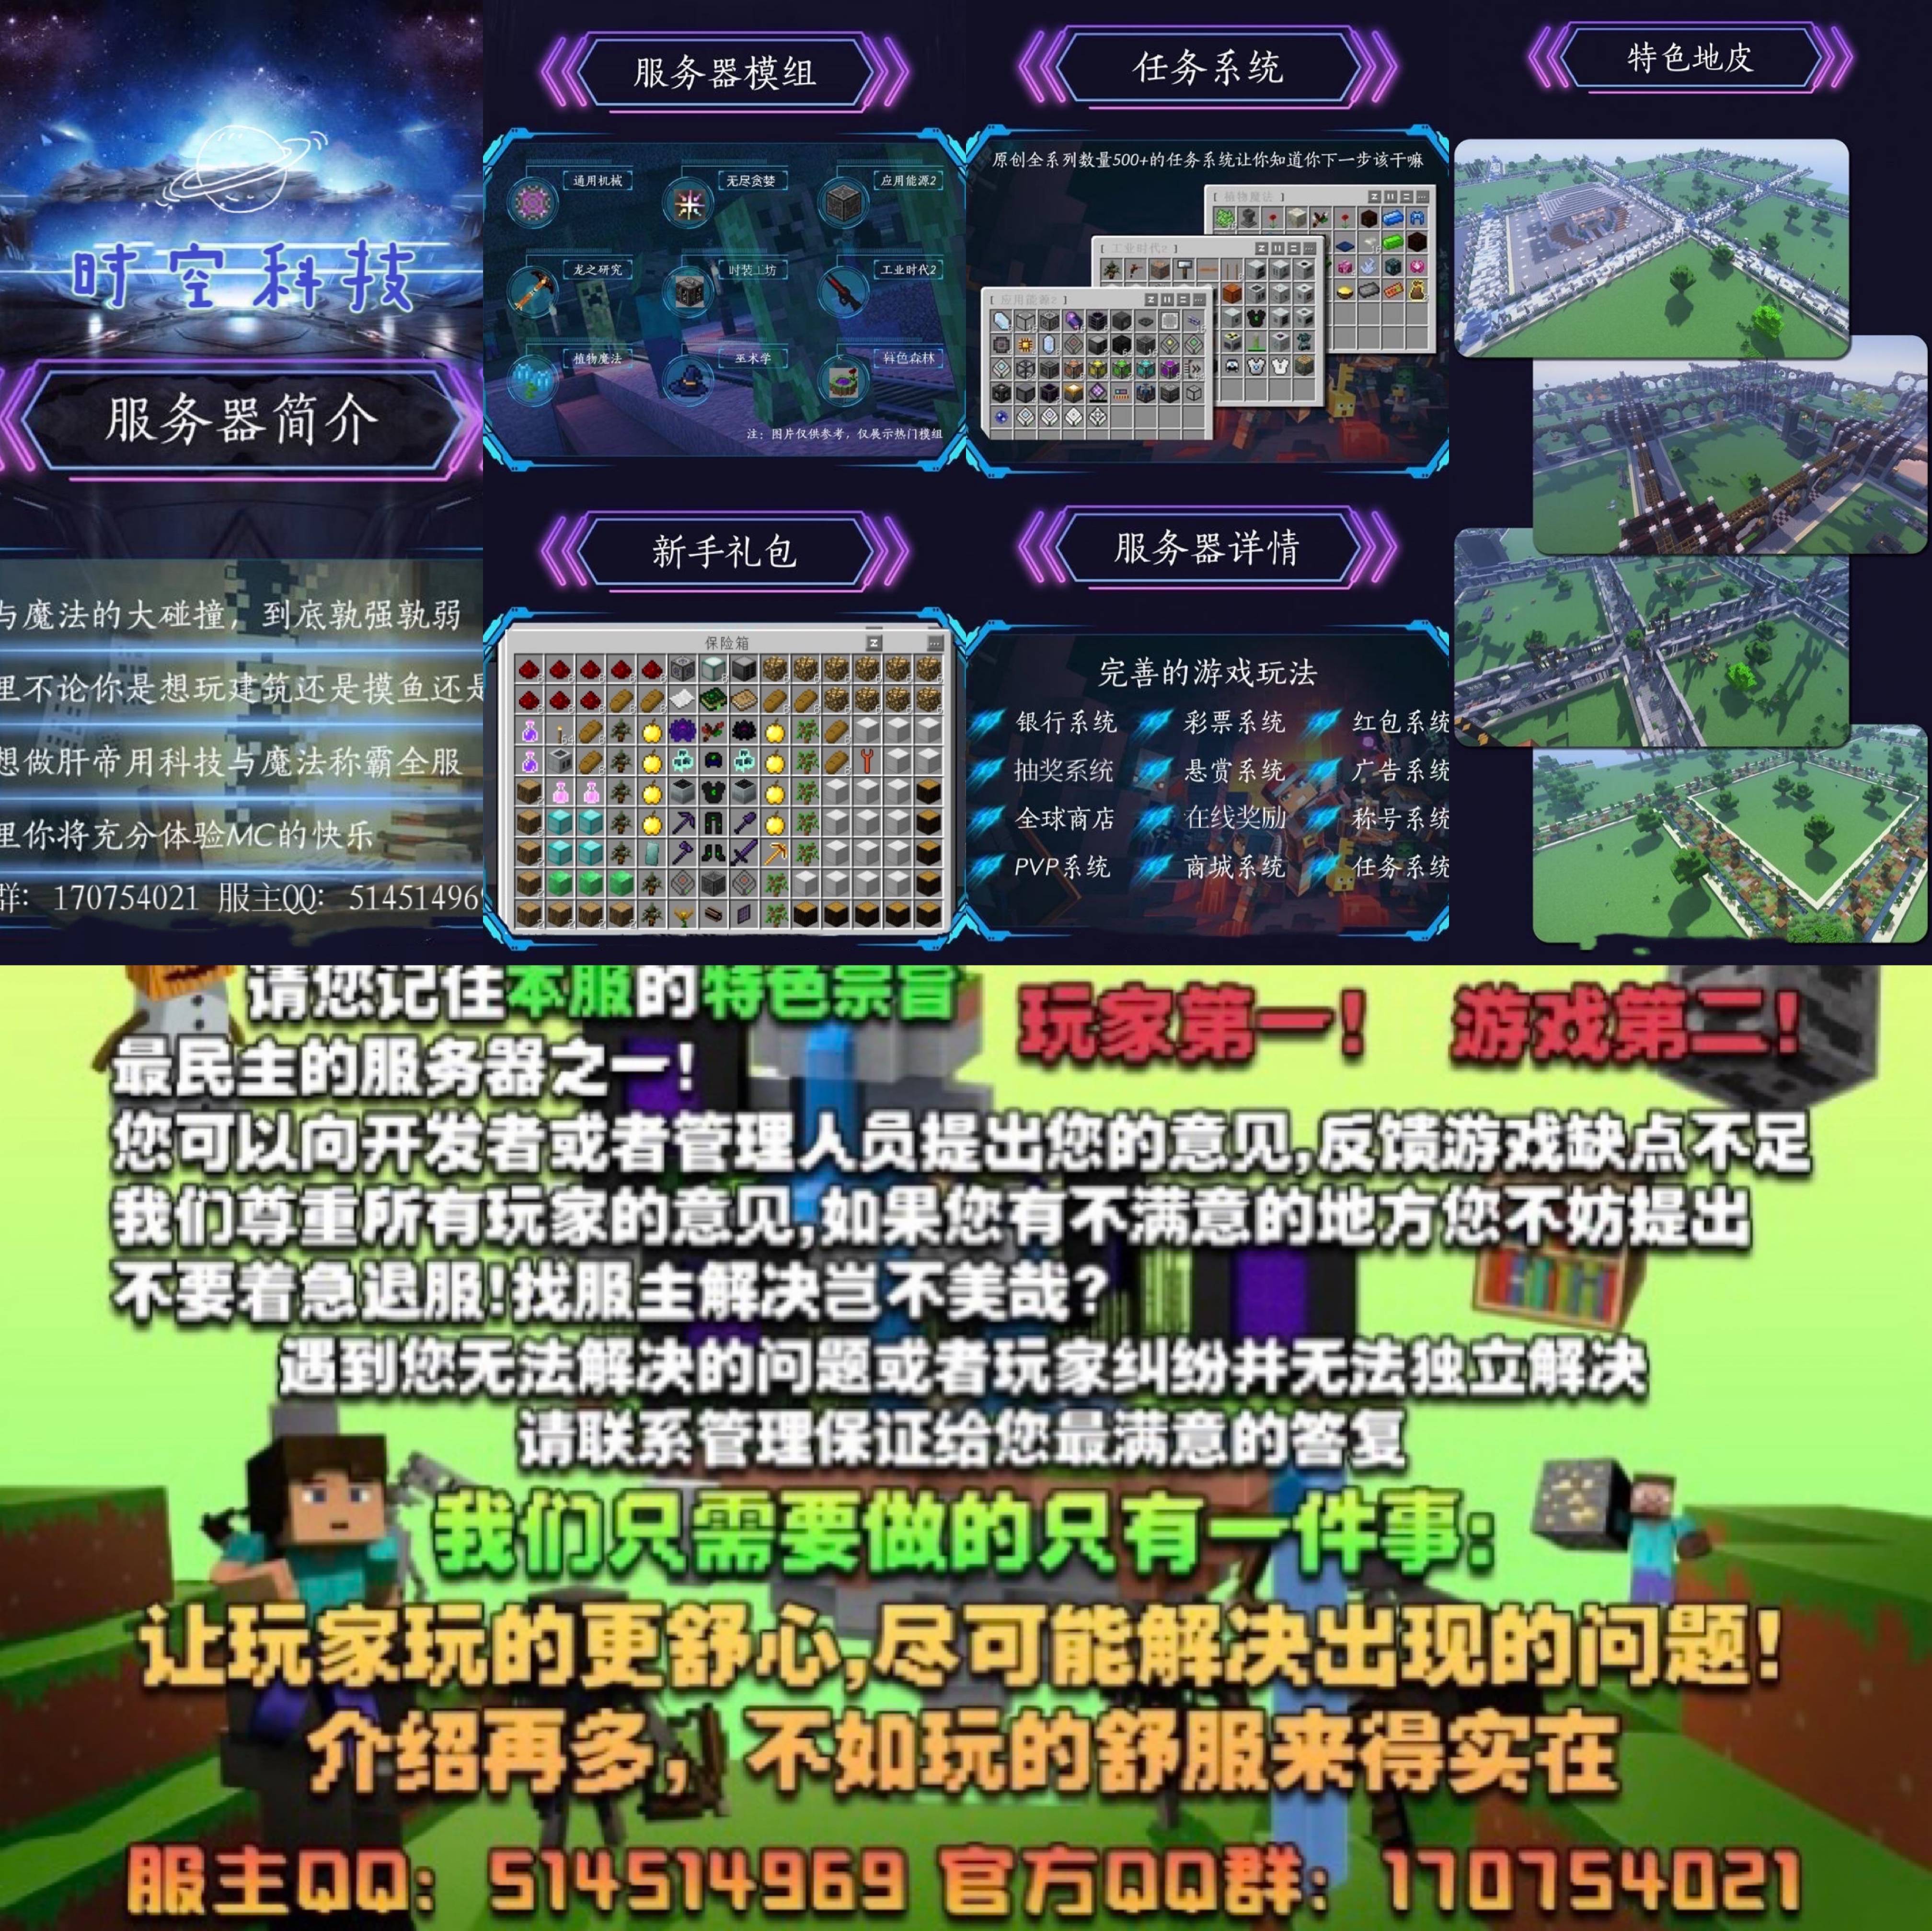 时空科技
服务器简介
与魔法的大碰撞，到底孰强孰弱
里不论你是想玩建筑还是摸鱼还是
想做肝帝用科技与魔法称霸全服
里你将充分体验MC的快乐
群： 170754021 服主QQ： 51451496
服务器模组
通用机械
无尽贪婪
应用能源2
龙之研究
时装工坊
工业时代2
植物魔法
巫术学
暮色森林
注：图片仅供参考，仅展示热门模组
任务系统
原创全系列数量500+的任务系统让你知道你下一步该干嘛
[ 植物魔法 ]
[ 工业时代2 ]
[ 应用能源2 ]
特色地皮
新手礼包
保险箱
服务器详情
完善的游戏玩法
银行系统 彩票系统 红包系统
抽奖系统 悬赏系统 广告系统
全球商店 在线奖励 称号系统
PVP系统 商城系统 任务系统
请您记住本服的特色宗旨
玩家第一！ 游戏第二！
最民主的服务器之一！
您可以向开发者或者管理人员提出您的意见,反馈游戏缺点不足
我们尊重所有玩家的意见,如果您有不满意的地方您不妨提出
不要着急退服!找服主解决岂不美哉？
遇到您无法解决的问题或者玩家纠纷并无法独立解决
请联系管理保证给您最满意的答复
我们只需要做的只有一件事:
让玩家玩的更舒心,尽可能解决出现的问题!
介绍再多，不如玩的舒服来得实在
服主QQ：514514969 官方QQ群：170754021